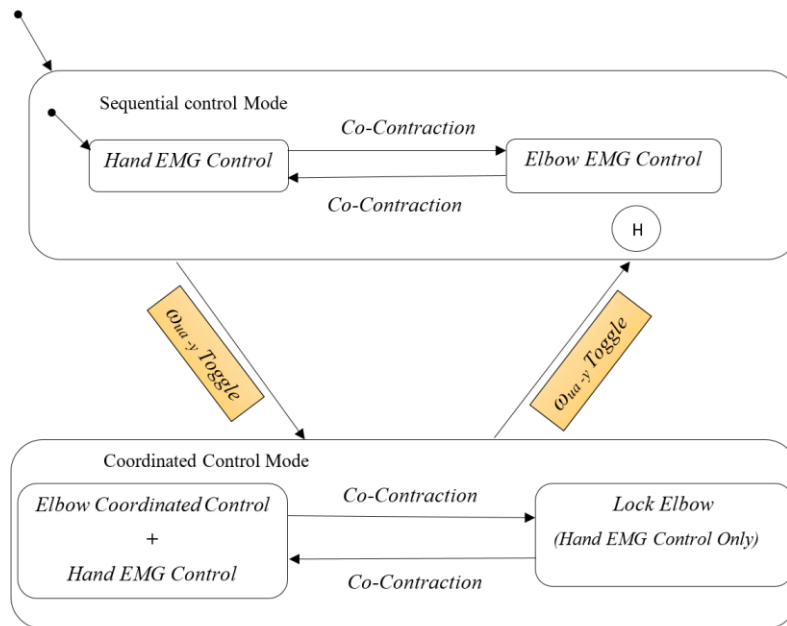 Sequential control Mode
Co-Contraction
Hand EMG Control
Elbow EMG Control
Co-Contraction
H
ωua -y Toggle
ωua -y Toggle
Coordinated Control Mode
Elbow Coordinated Control
+
Hand EMG Control
Co-Contraction
Lock Elbow
(Hand EMG Control Only)
Co-Contraction